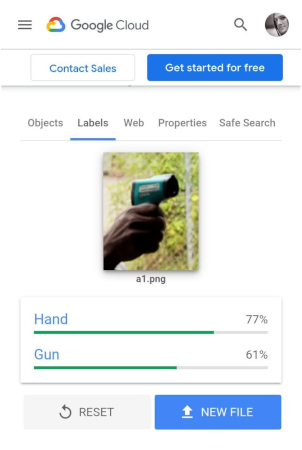 Google Cloud
Contact Sales Get started for free
Objects Labels Web Properties Safe Search
a1.png
Hand 77%
Gun 61%
RESET NEW FILE